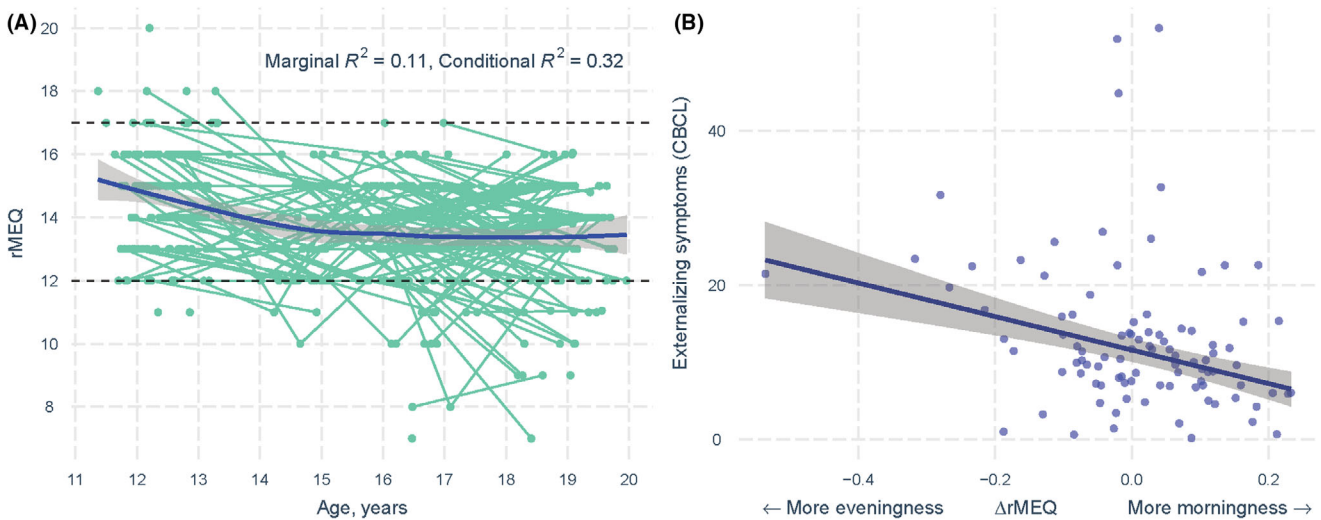 (A)
20
18
16
14
12
10
8
rMEQ
Marginal R² = 0.11, Conditional R² = 0.32
11 12 13 14 15 16 17 18 19 20
Age, years
(B)
40
20
0
Externalizing symptoms (CBCL)
−0.4 −0.2 0.0 0.2
← More eveningness ΔrMEQ More morningness →